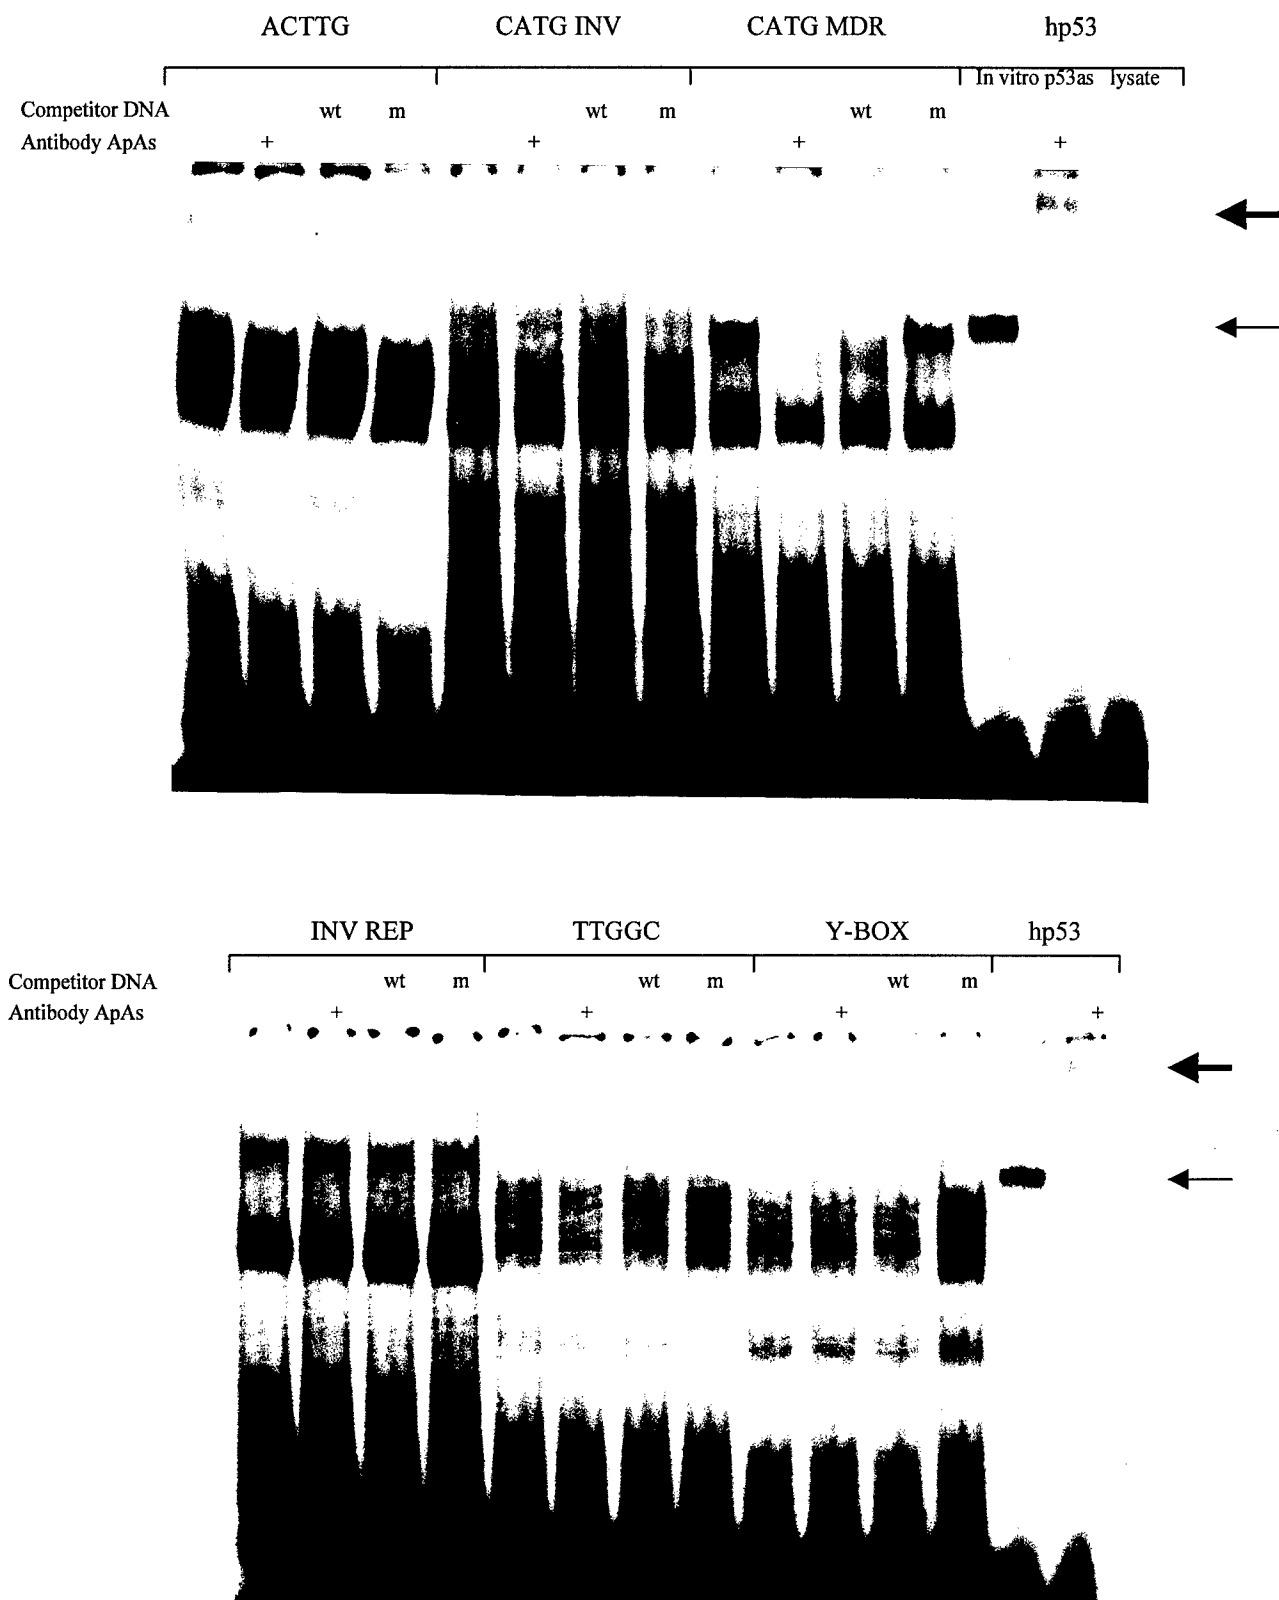 ACTTG CATG INV CATG MDR hp53
In vitro p53as lysate
Competitor DNA wt m wt m wt m
Antibody ApAs + + + +
INV REP TTGGC Y-BOX hp53
Competitor DNA wt m wt m wt m
Antibody ApAs + + + +